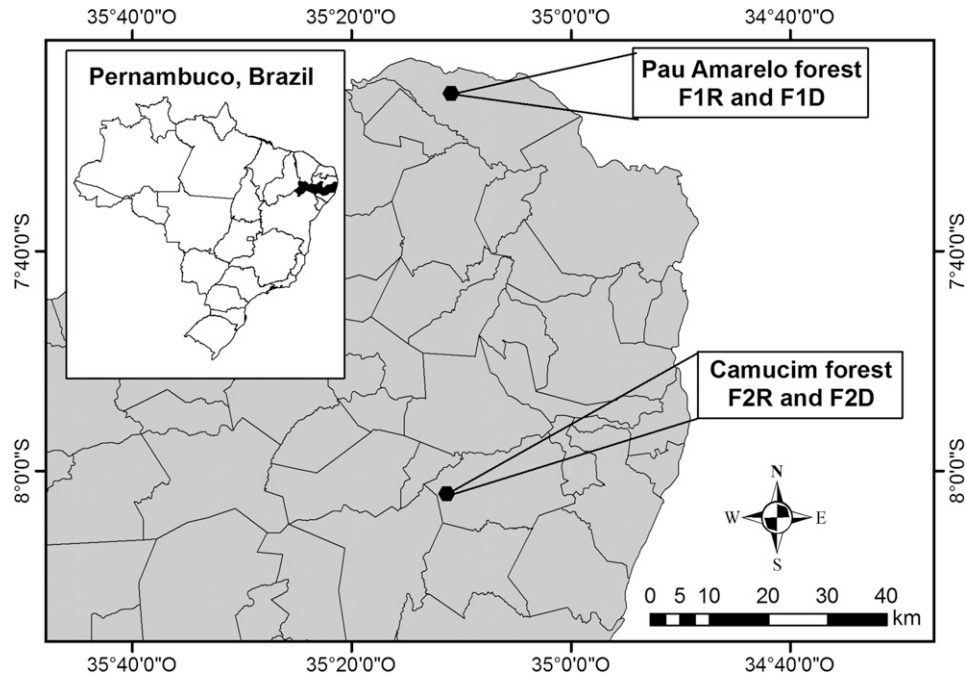 35°40'0"O 35°20'0"O 35°0'0"O 34°40'0"O
Pernambuco, Brazil
Pau Amarelo forest
F1R and F1D
7°40'0"S 7°40'0"S
Camucim forest
F2R and F2D
8°0'0"S 8°0'0"S
N
W E
S
0 5 10 20 30 40
km
35°40'0"O 35°20'0"O 35°0'0"O 34°40'0"O